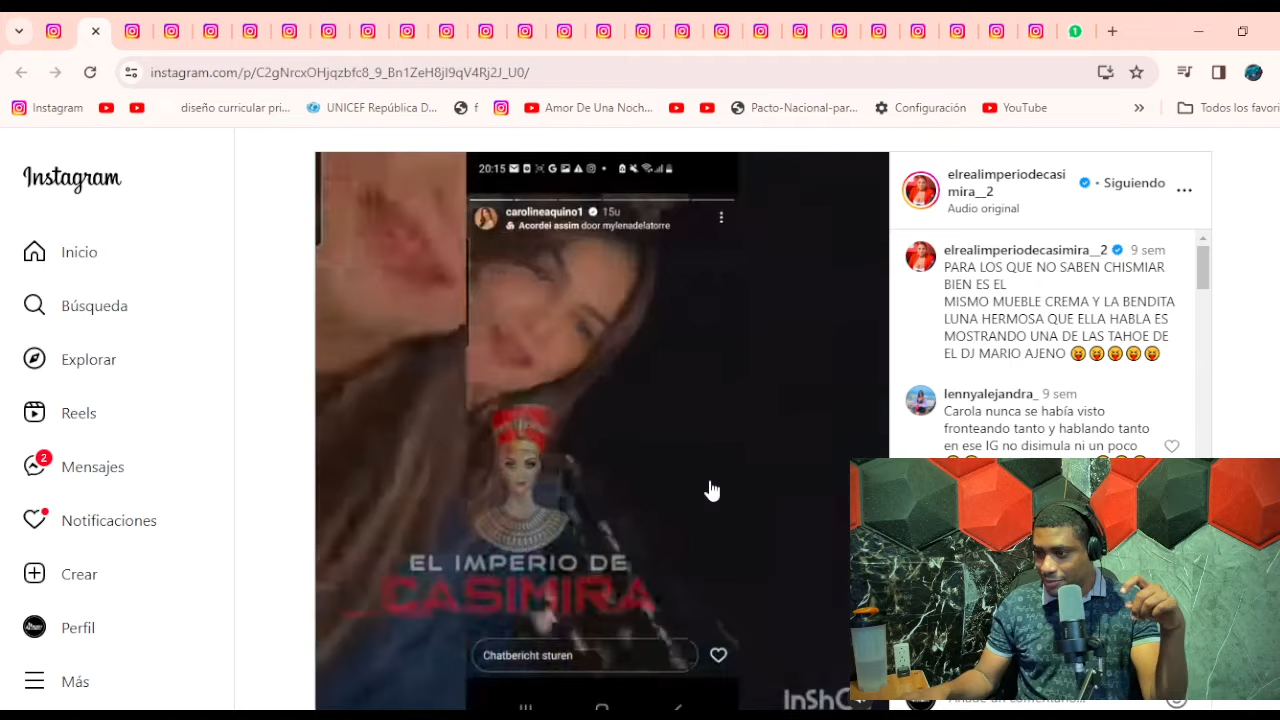 instagram.com/p/C2gNrcxOHjqzbfc8_9_Bn1ZeH8jI9qV4Rj2J_U0/
Instagram
diseño curricular pri...
UNICEF República D...
f
Amor De Una Noch...
Pacto-Nacional-par...
Configuración
YouTube
»
Todos los favori
Instagram
Inicio
Búsqueda
Explorar
Reels
2
Mensajes
Notificaciones
Crear
Perfil
Más
20:15
carolineaquino1 15u
Acordei assim door mylenadelatorre
EL IMPERIO DE
CASIMIRA
Chatbericht sturen
InShO
elrealimperiodecasi
mira__2 • Siguiendo
Audio original
elrealimperiodecasimira__2 9 sem
PARA LOS QUE NO SABEN CHISMIAR
BIEN ES EL
MISMO MUEBLE CREMA Y LA BENDITA
LUNA HERMOSA QUE ELLA HABLA ES
MOSTRANDO UNA DE LAS TAHOE DE
EL DJ MARIO AJENO 😝😝😝😝😝
lennyalejandra_ 9 sem
Carola nunca se había visto
fronteando tanto y hablando tanto
en ese IG no disimula ni un poco